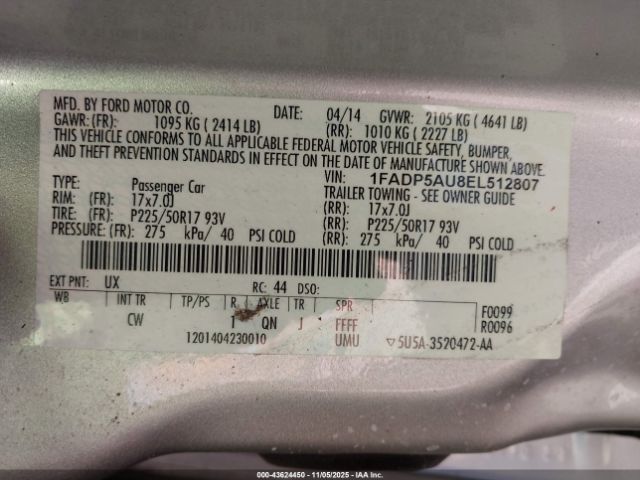 MFD. BY FORD MOTOR CO. DATE: 04/14 GVWR: 2105 KG ( 4641 LB)
GAWR: (FR): 1095 KG ( 2414 LB) (RR): 1010 KG ( 2227 LB)
THIS VEHICLE CONFORMS TO ALL APPLICABLE FEDERAL MOTOR VEHICLE SAFETY, BUMPER,
AND THEFT PREVENTION STANDARDS IN EFFECT ON THE DATE OF MANUFACTURE SHOWN ABOVE.
VIN: 1FADP5AU8EL512807
TYPE: Passenger Car TRAILER TOWING - SEE OWNER GUIDE
RIM: (FR): 17x7.0J (RR): 17x7.0J
TIRE: (FR): P225/50R17 93V (RR): P225/50R17 93V
PRESSURE: (FR): 275 kPa/ 40 PSI COLD (RR): 275 kPa/ 40 PSI COLD
EXT PNT: UX RC: 44 DSO:
WB INT TR TP/PS R AXLE TR SPR F0099
CW 1 QN J FFFF R0096
1201404230010 UMU ▽5U5A-3520472-AA
000-43624450 - 11/05/2025 - IAA Inc. Copyright